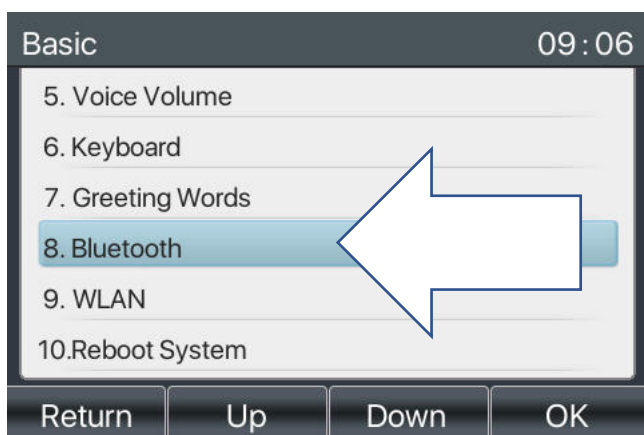 Basic 09:06
5. Voice Volume
6. Keyboard
7. Greeting Words
8. Bluetooth
9. WLAN
10.Reboot System
Return Up Down OK